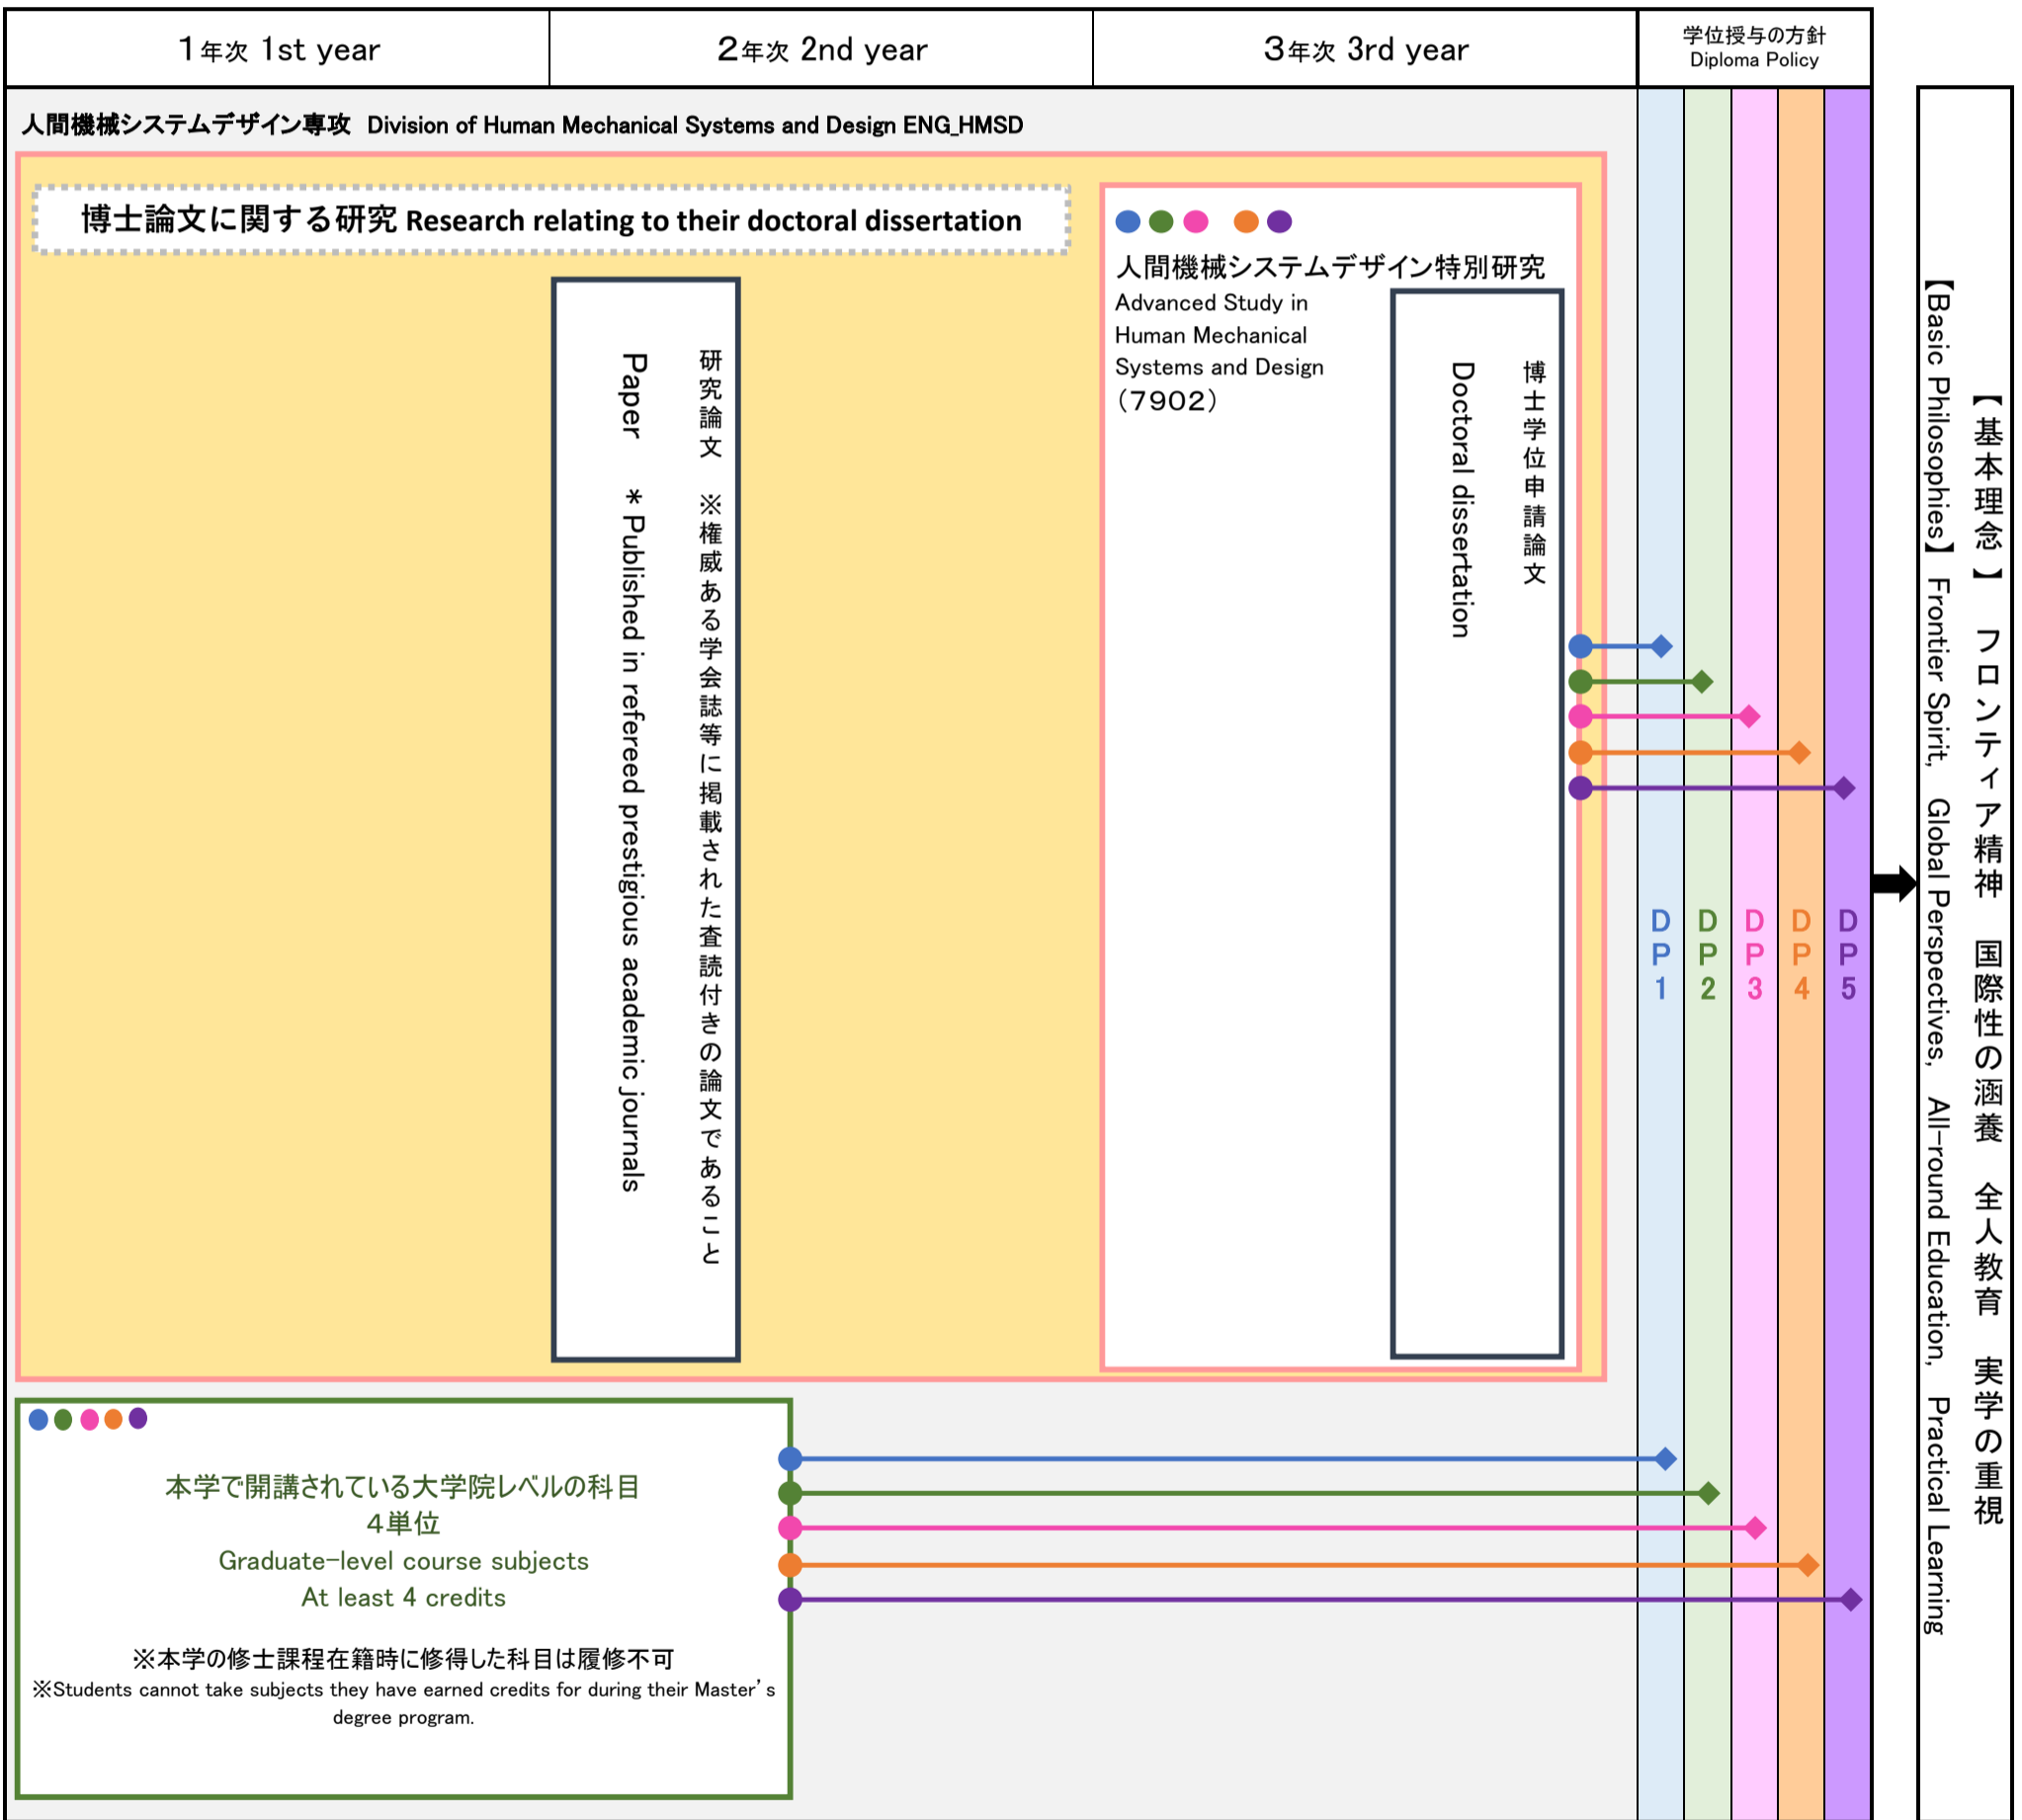 1年次 1st year
2年次 2nd year
3年次 3rd year
学位授与の方針
Diploma Policy
人間機械システムデザイン専攻 Division of Human Mechanical Systems and Design ENG_HMSD
博士論文に関する研究 Research relating to their doctoral dissertation
研究論文 ※権威ある学会誌等に掲載された査読付きの論文であること
Paper *Published in refereed prestigious academic journals
人間機械システムデザイン特別研究
Advanced Study in
Human Mechanical
Systems and Design
（7902）
博士学位申請論文
Doctoral dissertation
DP1
DP2
DP3
DP4
DP5
本学で開講されている大学院レベルの科目
4単位
Graduate-level course subjects
At least 4 credits
※本学の修士課程在籍時に修得した科目は履修不可
※Students cannot take subjects they have earned credits for during their Master's
degree program.
【基本理念】 フロンティア精神 国際性の涵養 全人教育 実学の重視
【Basic Philosophies】 Frontier Spirit, Global Perspectives, All-round Education, Practical Learning